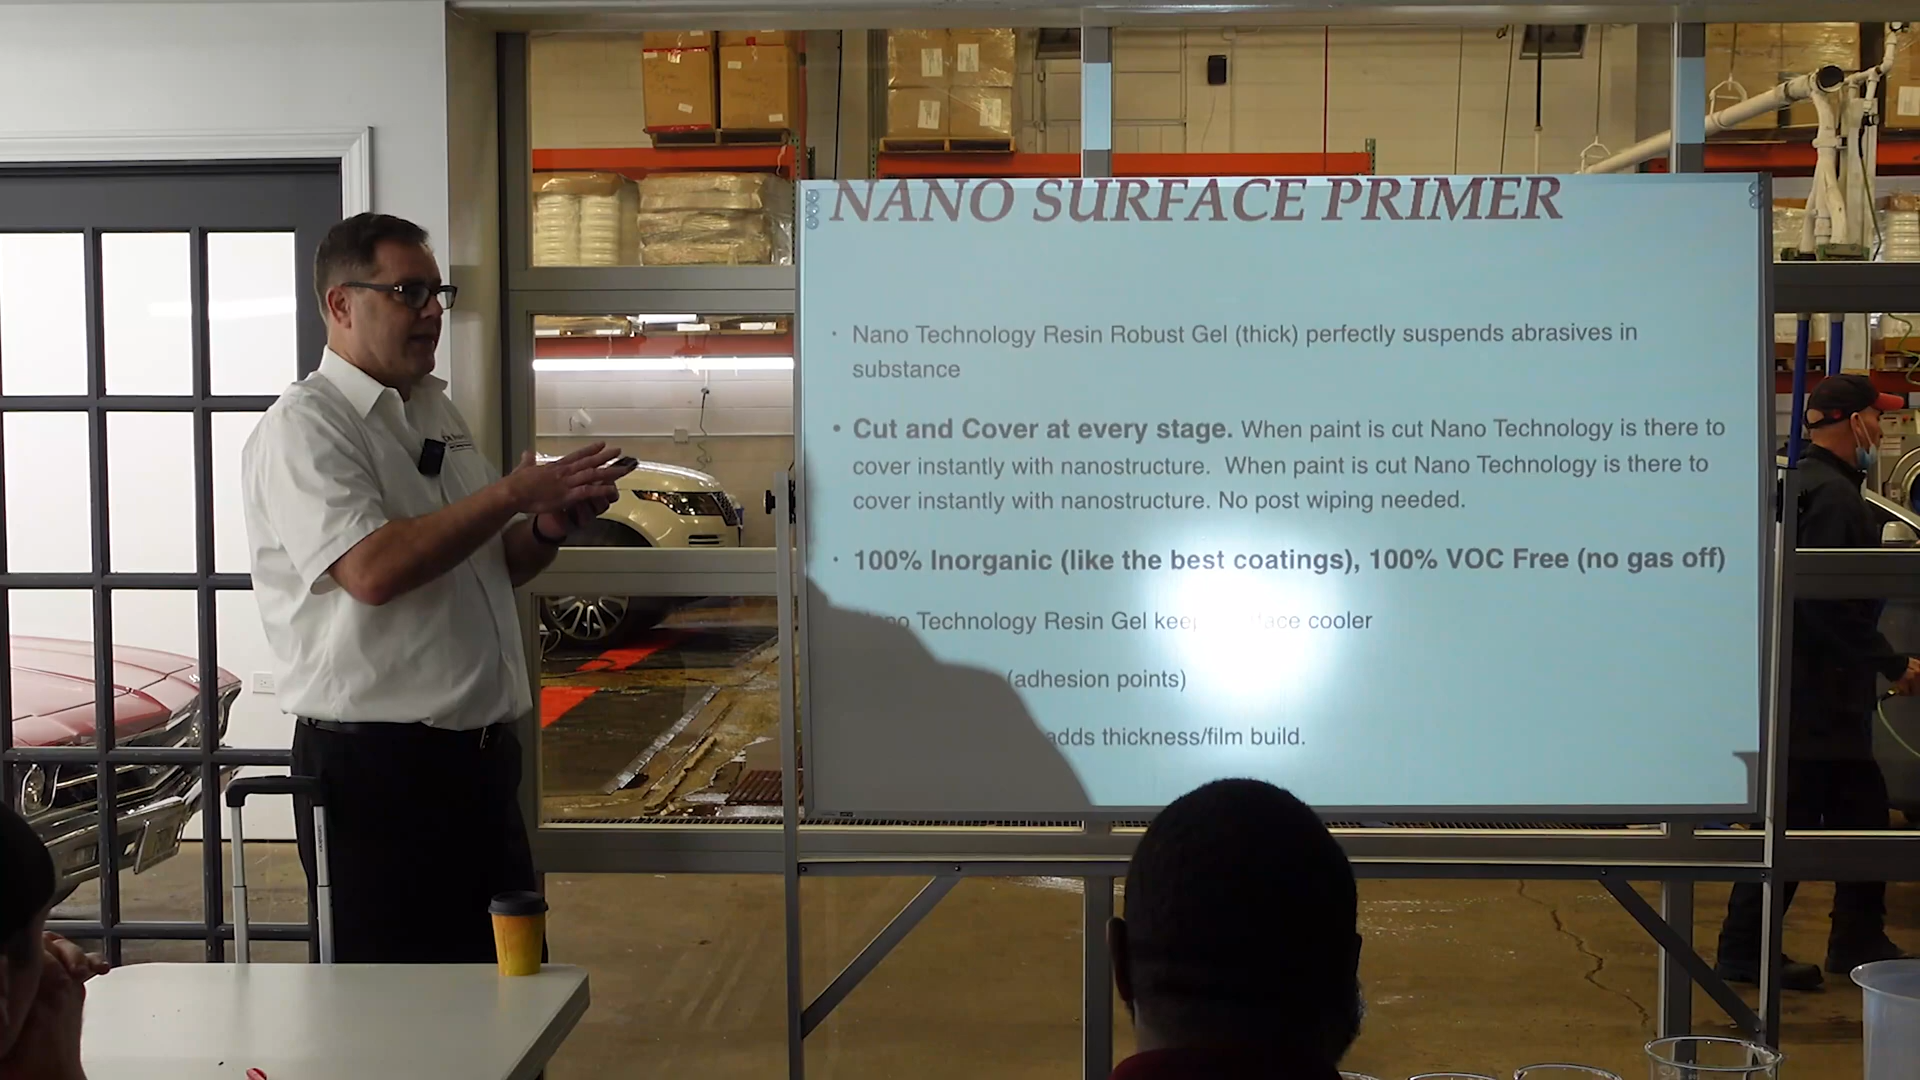 NANO SURFACE PRIMER
· Nano Technology Resin Robust Gel (thick) perfectly suspends abrasives in
substance
• Cut and Cover at every stage. When paint is cut Nano Technology is there to
cover instantly with nanostructure. When paint is cut Nano Technology is there to
cover instantly with nanostructure. No post wiping needed.
· 100% Inorganic (like the best coatings), 100% VOC Free (no gas off)
Technology Resin Gel cooler
(adhesion points)
adds thickness/film build.